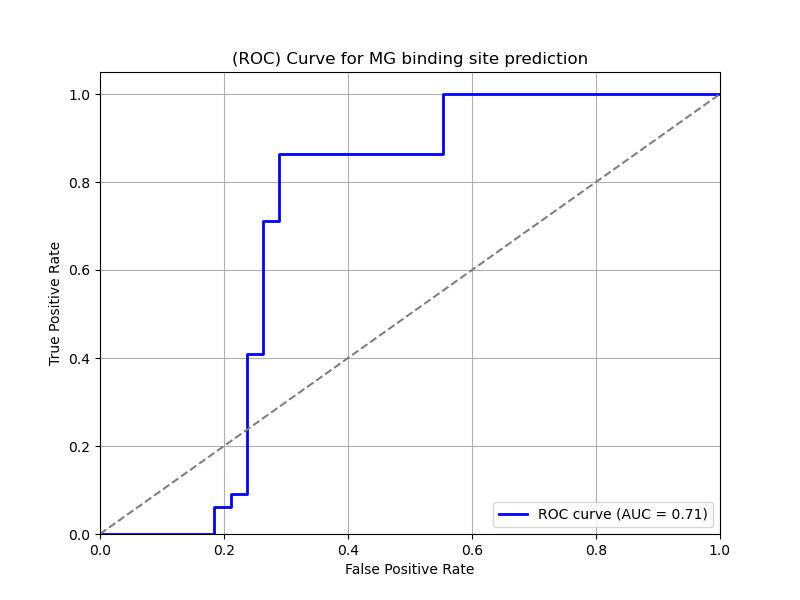 (ROC) Curve for MG binding site prediction
True Positive Rate
1.0
0.8
0.6
0.4
0.2
0.0
0.0 0.2 0.4 0.6 0.8 1.0
False Positive Rate
ROC curve (AUC = 0.71)